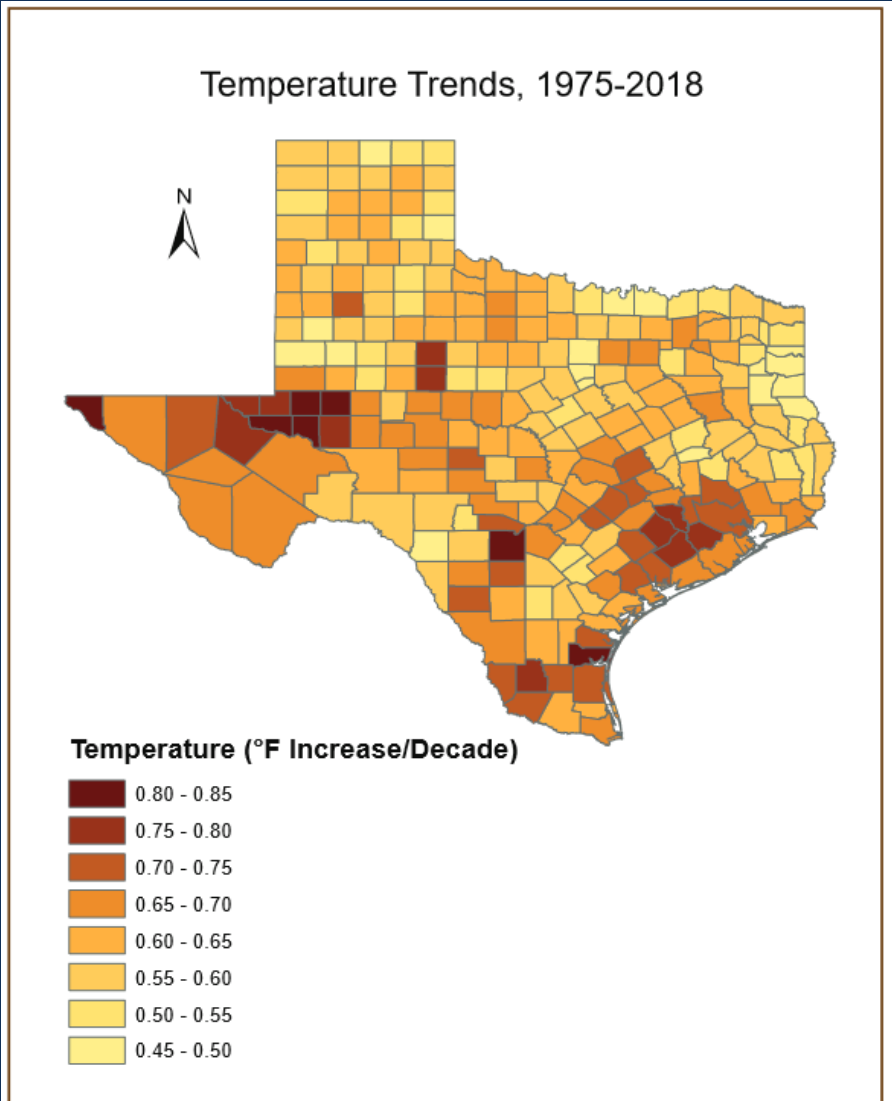 Temperature Trends, 1975-2018
N
Temperature (°F Increase/Decade)
0.80 - 0.85
0.75 - 0.80
0.70 - 0.75
0.65 - 0.70
0.60 - 0.65
0.55 - 0.60
0.50 - 0.55
0.45 - 0.50